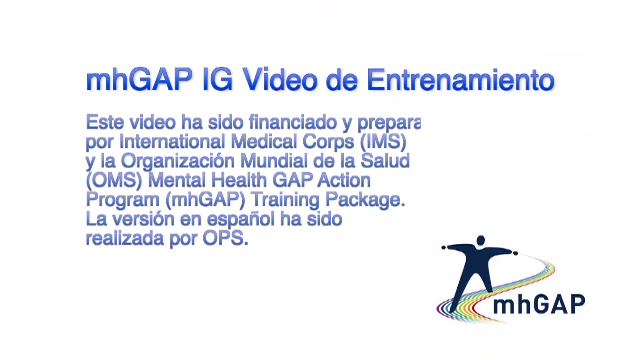 mhGAP IG Video de Entrenamiento
Este video ha sido financiado y prepara
por International Medical Corps (IMS)
y la Organización Mundial de la Salud
(OMS) Mental Health GAP Action
Program (mhGAP) Training Package.
La versión en español ha sido
realizada por OPS.
mhGAP